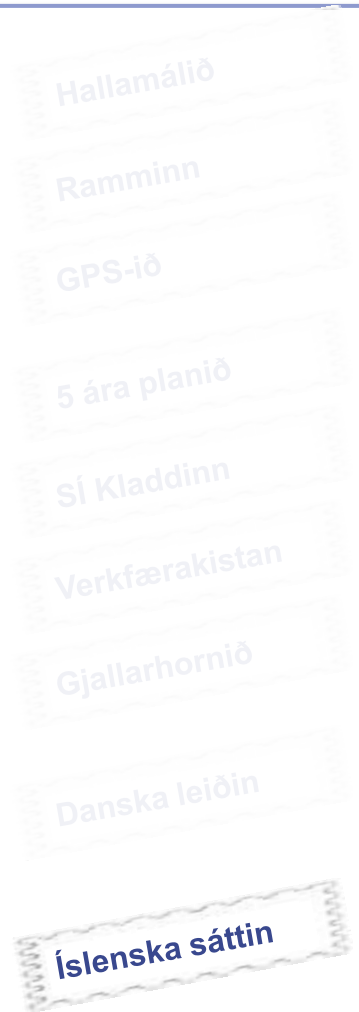 Hallamálið
Ramminn
GPS-ið
5 ára planið
SÍ Kladdinn
Verkfærakistan
Gjallarhornið
Danska leiðin
Íslenska sáttin